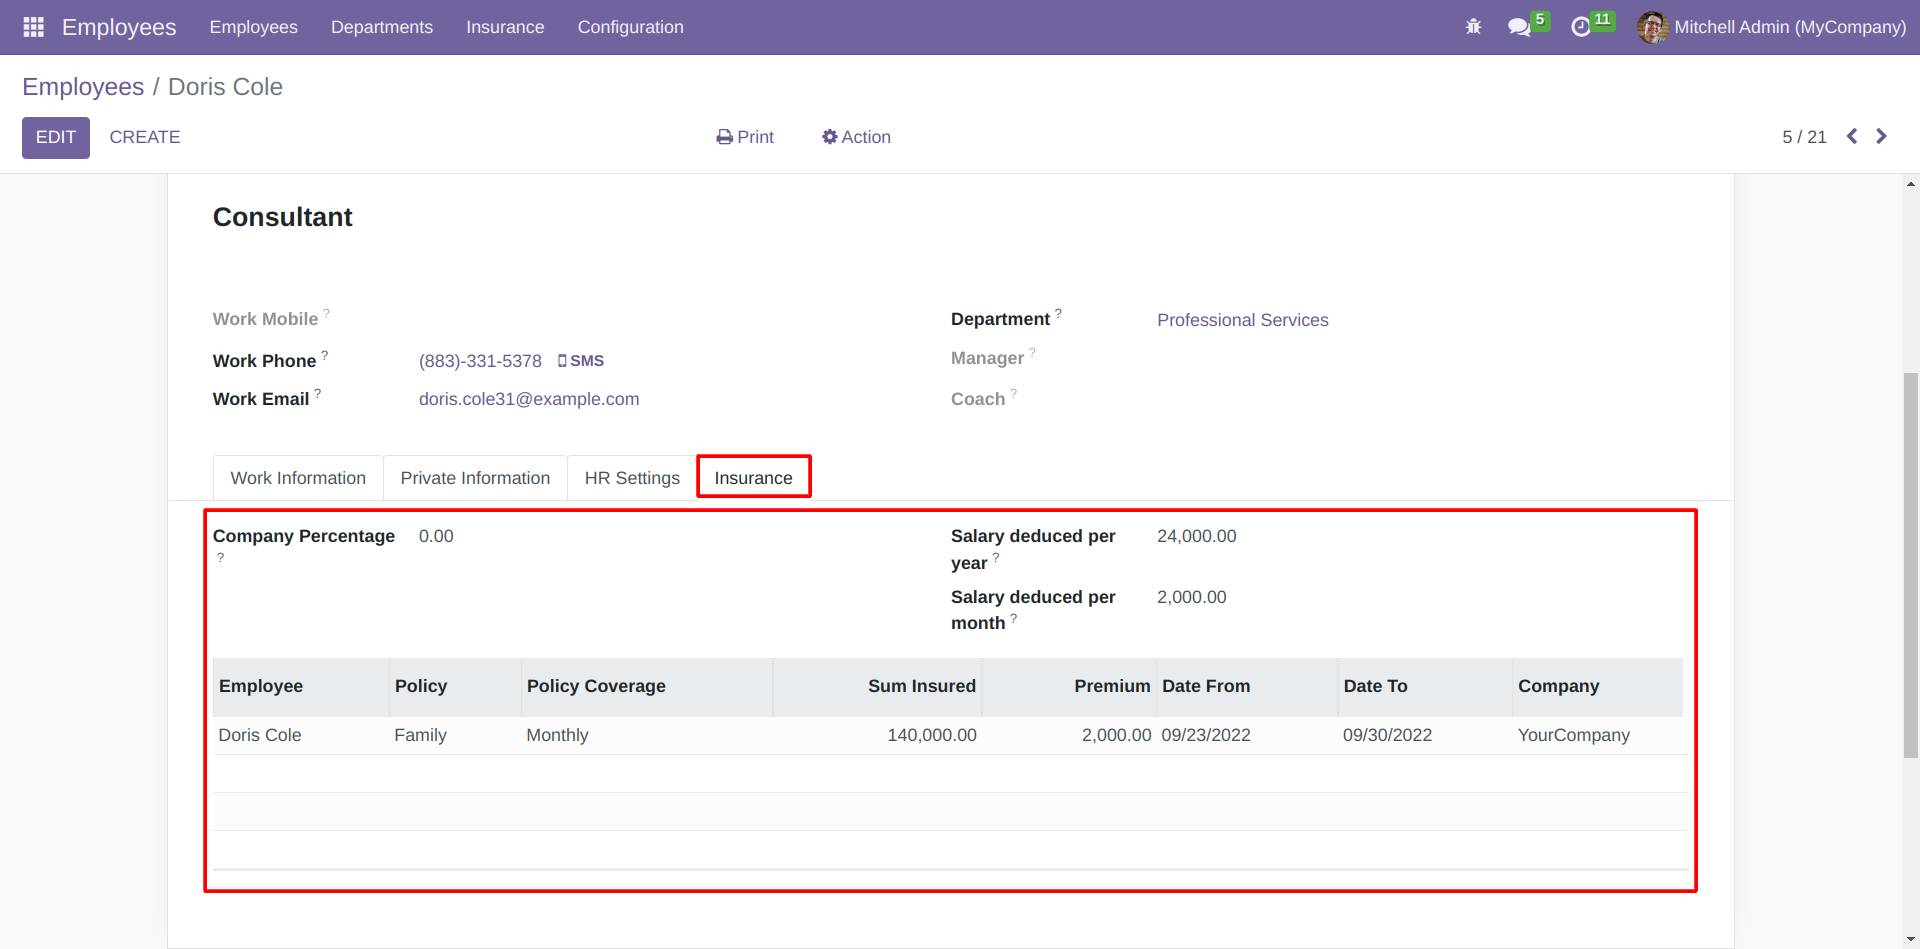 Employees Employees Departments Insurance Configuration 5 11 Mitchell Admin (MyCompany)
Employees / Doris Cole
EDIT CREATE Print Action 5 / 21
Consultant
Work Mobile ? Department ? Professional Services
Work Phone ? (883)-331-5378 SMS Manager ?
Work Email ? doris.cole31@example.com Coach ?
Work Information Private Information HR Settings Insurance
Company Percentage 0.00 Salary deduced per 24,000.00
? year ?
Salary deduced per 2,000.00
month ?
Employee Policy Policy Coverage Sum Insured Premium Date From Date To Company
Doris Cole Family Monthly 140,000.00 2,000.00 09/23/2022 09/30/2022 YourCompany